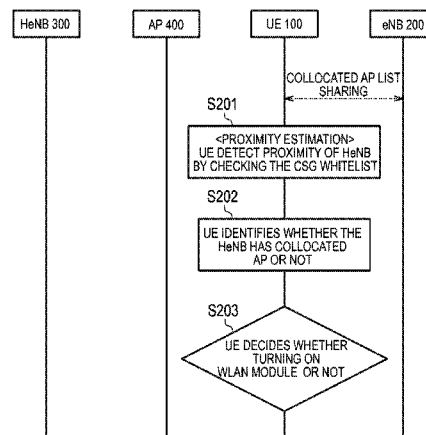 HeNB 300
AP 400
UE 100
eNB 200
COLLOCATED AP LIST
SHARING
S201
<PROXIMITY ESTIMATION>
UE DETECT PROXIMITY OF HeNB
BY CHECKING THE CSG WHITELIST
S202
UE IDENTIFIES WHETHER THE
HeNB HAS COLLOCATED
AP OR NOT
S203
UE DECIDES WHETHER
TURNING ON
WLAN MODULE OR NOT